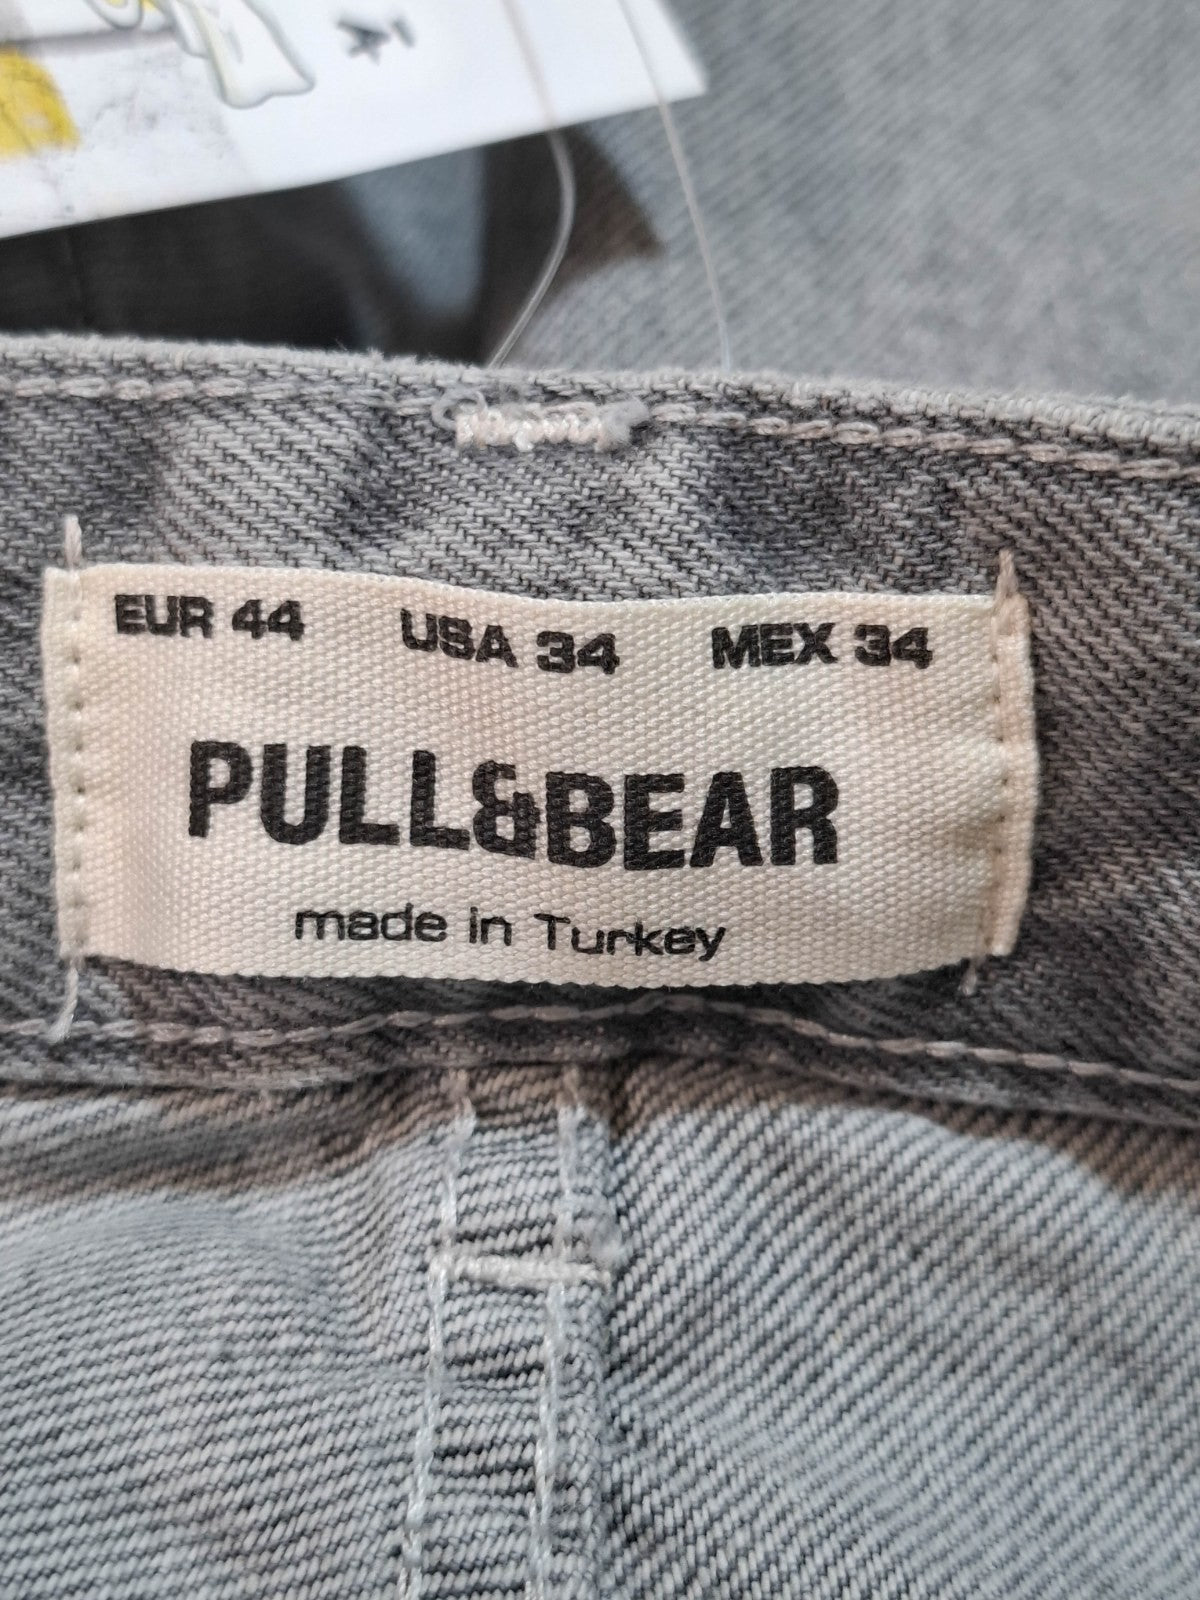 EUR 44 USA 34 MEX 34
PULL&BEAR
made in Turkey